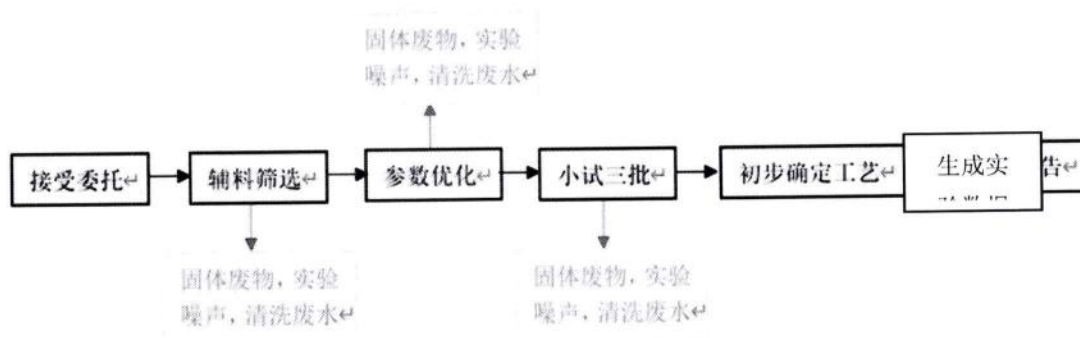 固体废物，实验
噪声，清洗废水
接受委托
辅料筛选
参数优化
小试三批
初步确定工艺
生成实
验数据
告
固体废物，实验
噪声，清洗废水
固体废物，实验
噪声，清洗废水